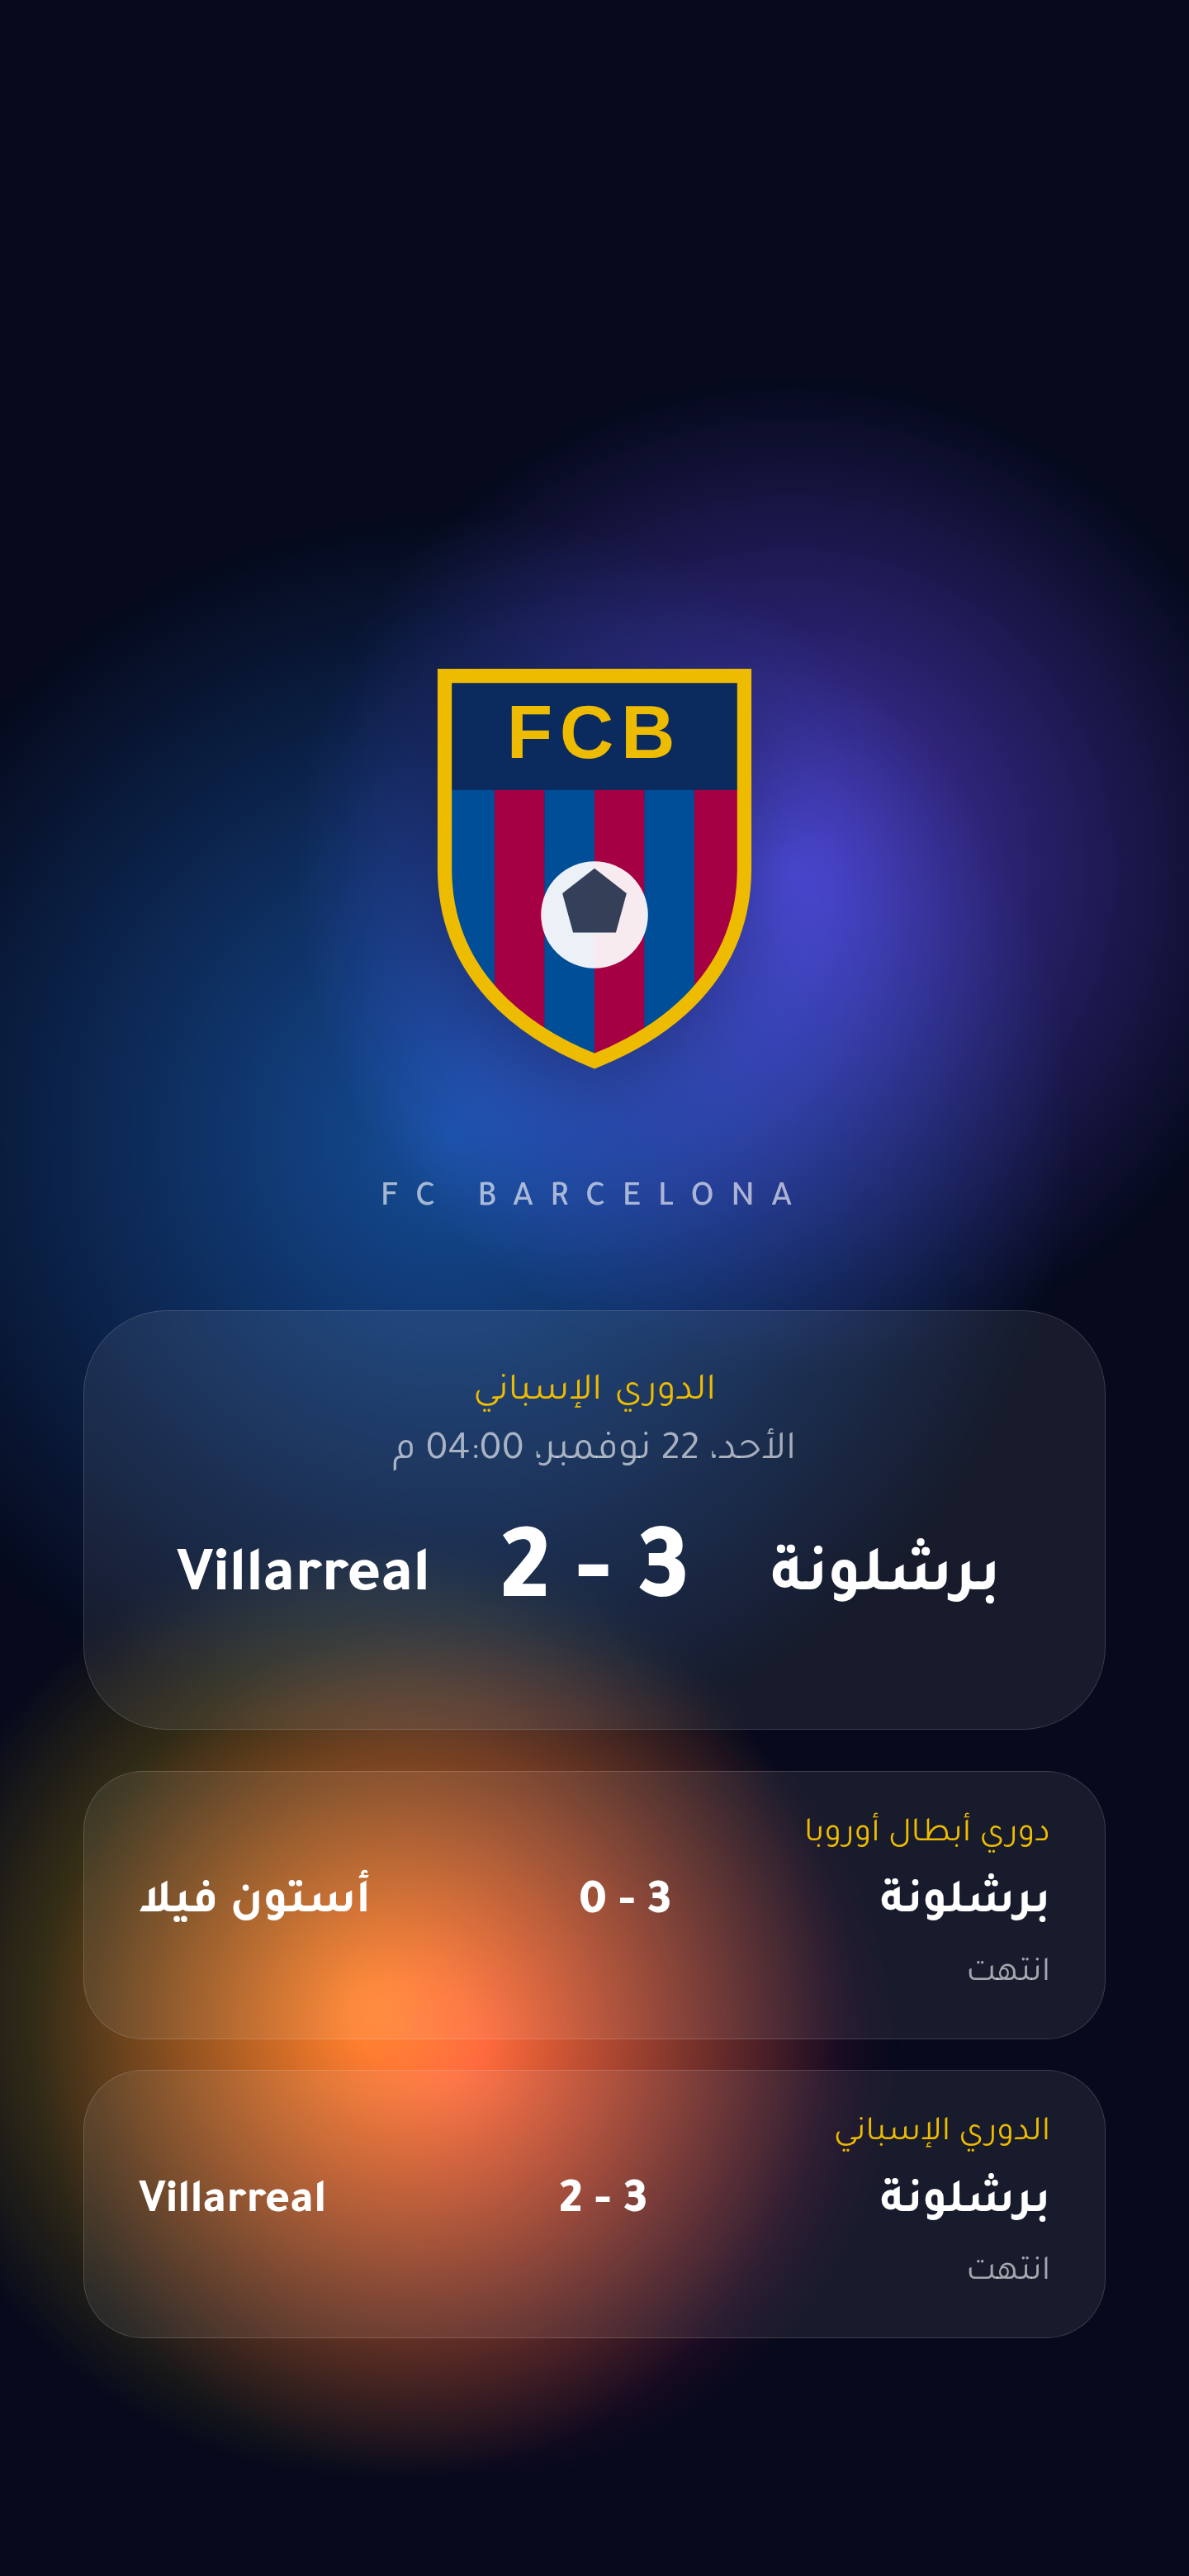 FCB
FC BARCELONA
الدوري الإسباني
الأحد، 22 نوفمبر، 04:00 م
برشلونة 3 - 2 Villarreal
دوري أبطال أوروبا
برشلونة 3 - 0 أستون فيلا
انتهت
الدوري الإسباني
برشلونة 3 - 2 Villarreal
انتهت